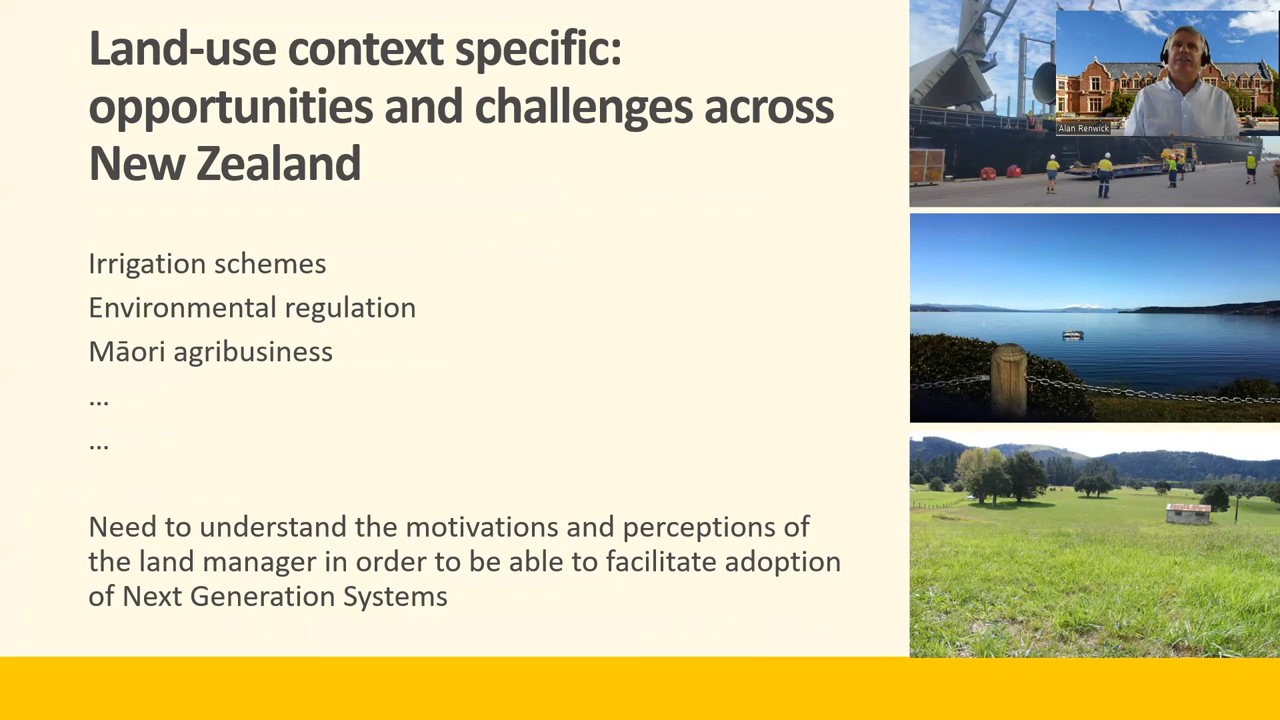 Land-use context specific:
opportunities and challenges across
New Zealand
Alan Renwick
Irrigation schemes
Environmental regulation
Māori agribusiness
...
...
Need to understand the motivations and perceptions of
the land manager in order to be able to facilitate adoption
of Next Generation Systems